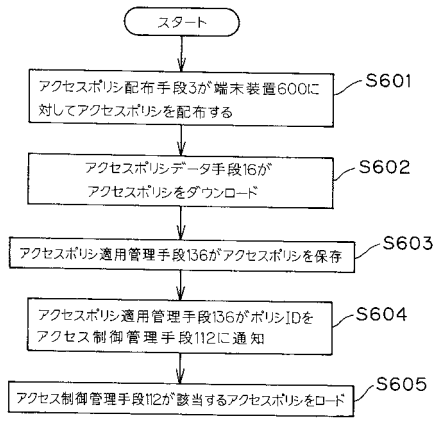 スタート
アクセスポリシ配布手段3が端末装置600に
対してアクセスポリシを配布する
S601
アクセスポリシデータ手段16が
アクセスポリシをダウンロード
S602
アクセスポリシ適用管理手段136がアクセスポリシを保存
S603
アクセスポリシ適用管理手段136がポリシIDを
アクセス制御管理手段112に通知
S604
アクセス制御管理手段112が該当するアクセスポリシをロード
S605